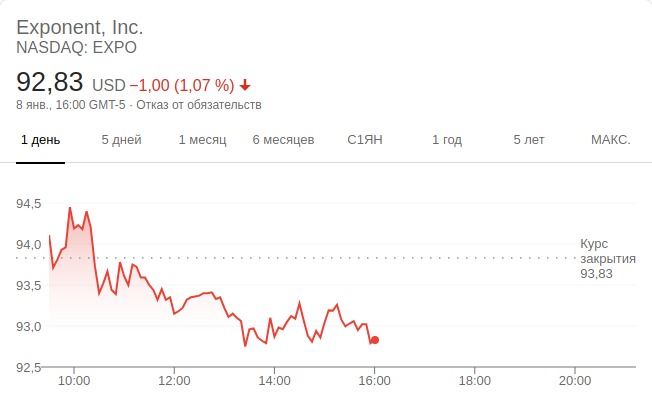 Exponent, Inc.
NASDAQ: EXPO
92,83 USD −1,00 (1,07 %)
8 янв., 16:00 GMT-5 · Отказ от обязательств
1 день 5 дней 1 месяц 6 месяцев С1ЯН 1 год 5 лет МАКС.
94,5
94,0
93,5
93,0
92,5
Курс
закрытия
93,83
10:00 12:00 14:00 16:00 18:00 20:00